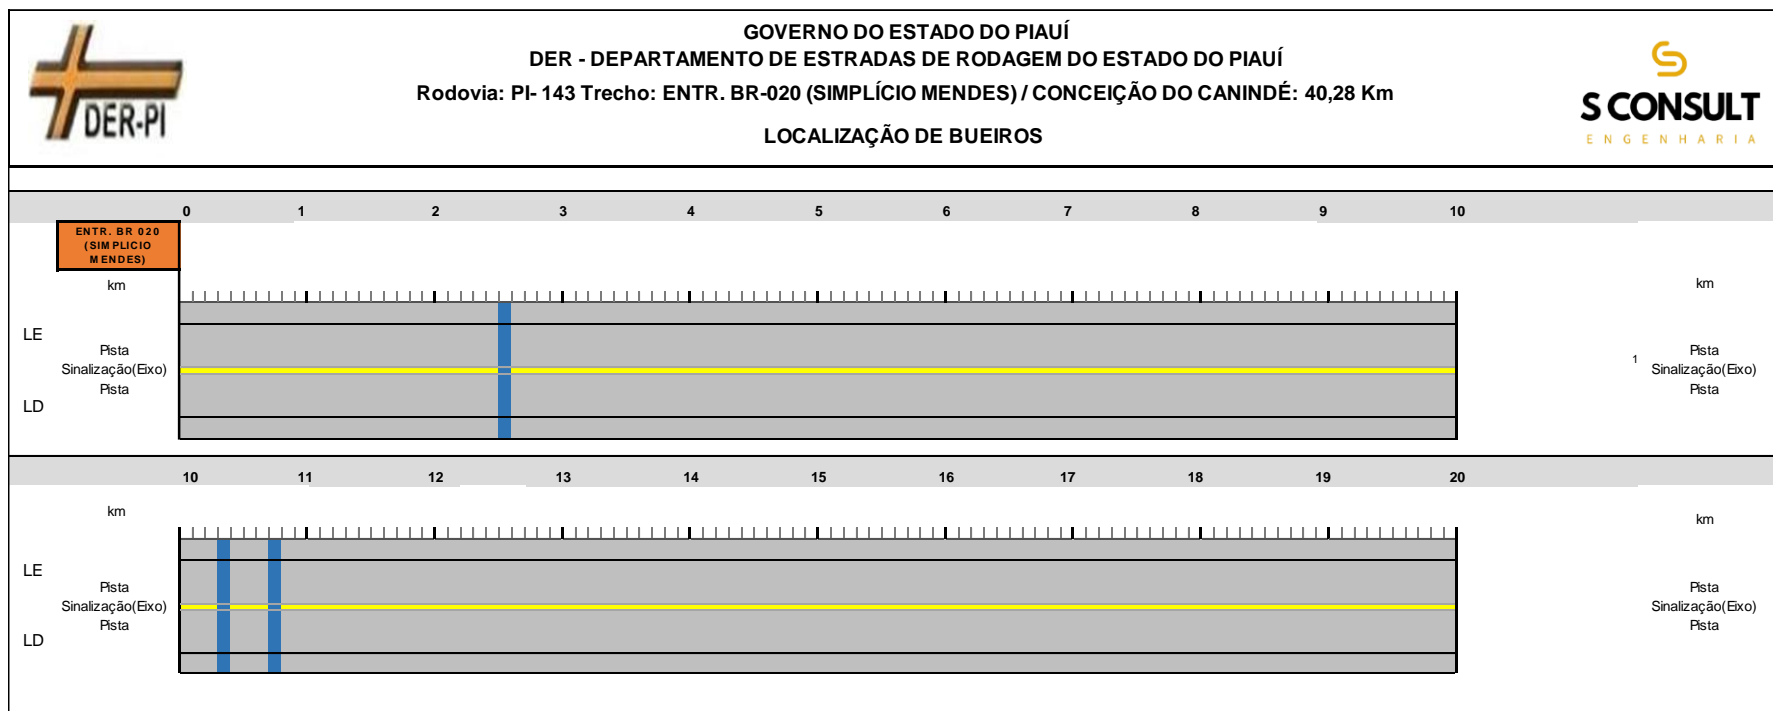 GOVERNO DO ESTADO DO PIAUÍ
DER - DEPARTAMENTO DE ESTRADAS DE RODAGEM DO ESTADO DO PIAUÍ
Rodovia: PI- 143 Trecho: ENTR. BR-020 (SIMPLÍCIO MENDES) / CONCEIÇÃO DO CANINDÉ: 40,28 Km
LOCALIZAÇÃO DE BUEIROS
DER-PI
S CONSULT
ENGENHARIA
0 1 2 3 4 5 6 7 8 9 10
ENTR. BR 020
(SIMPLICIO
MENDES)
km km
LE
Pista Pista
Sinalização(Eixo) 1 Sinalização(Eixo)
Pista Pista
LD
10 11 12 13 14 15 16 17 18 19 20
km km
LE
Pista Pista
Sinalização(Eixo) Sinalização(Eixo)
Pista Pista
LD